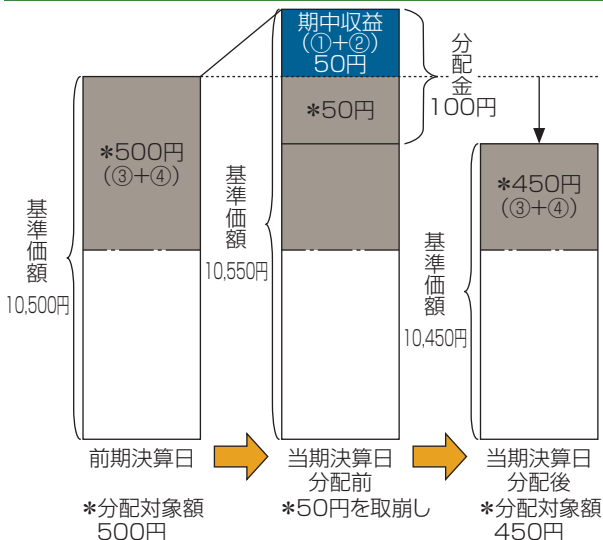 期中収益
(①+②)
50円
分配金
100円
*50円
*500円
(③+④)
*450円
(③+④)
基準価額
10,500円
基準価額
10,550円
基準価額
10,450円
前期決算日
当期決算日
分配前
当期決算日
分配後
*分配対象額
500円
*50円を取崩し
*分配対象額
450円